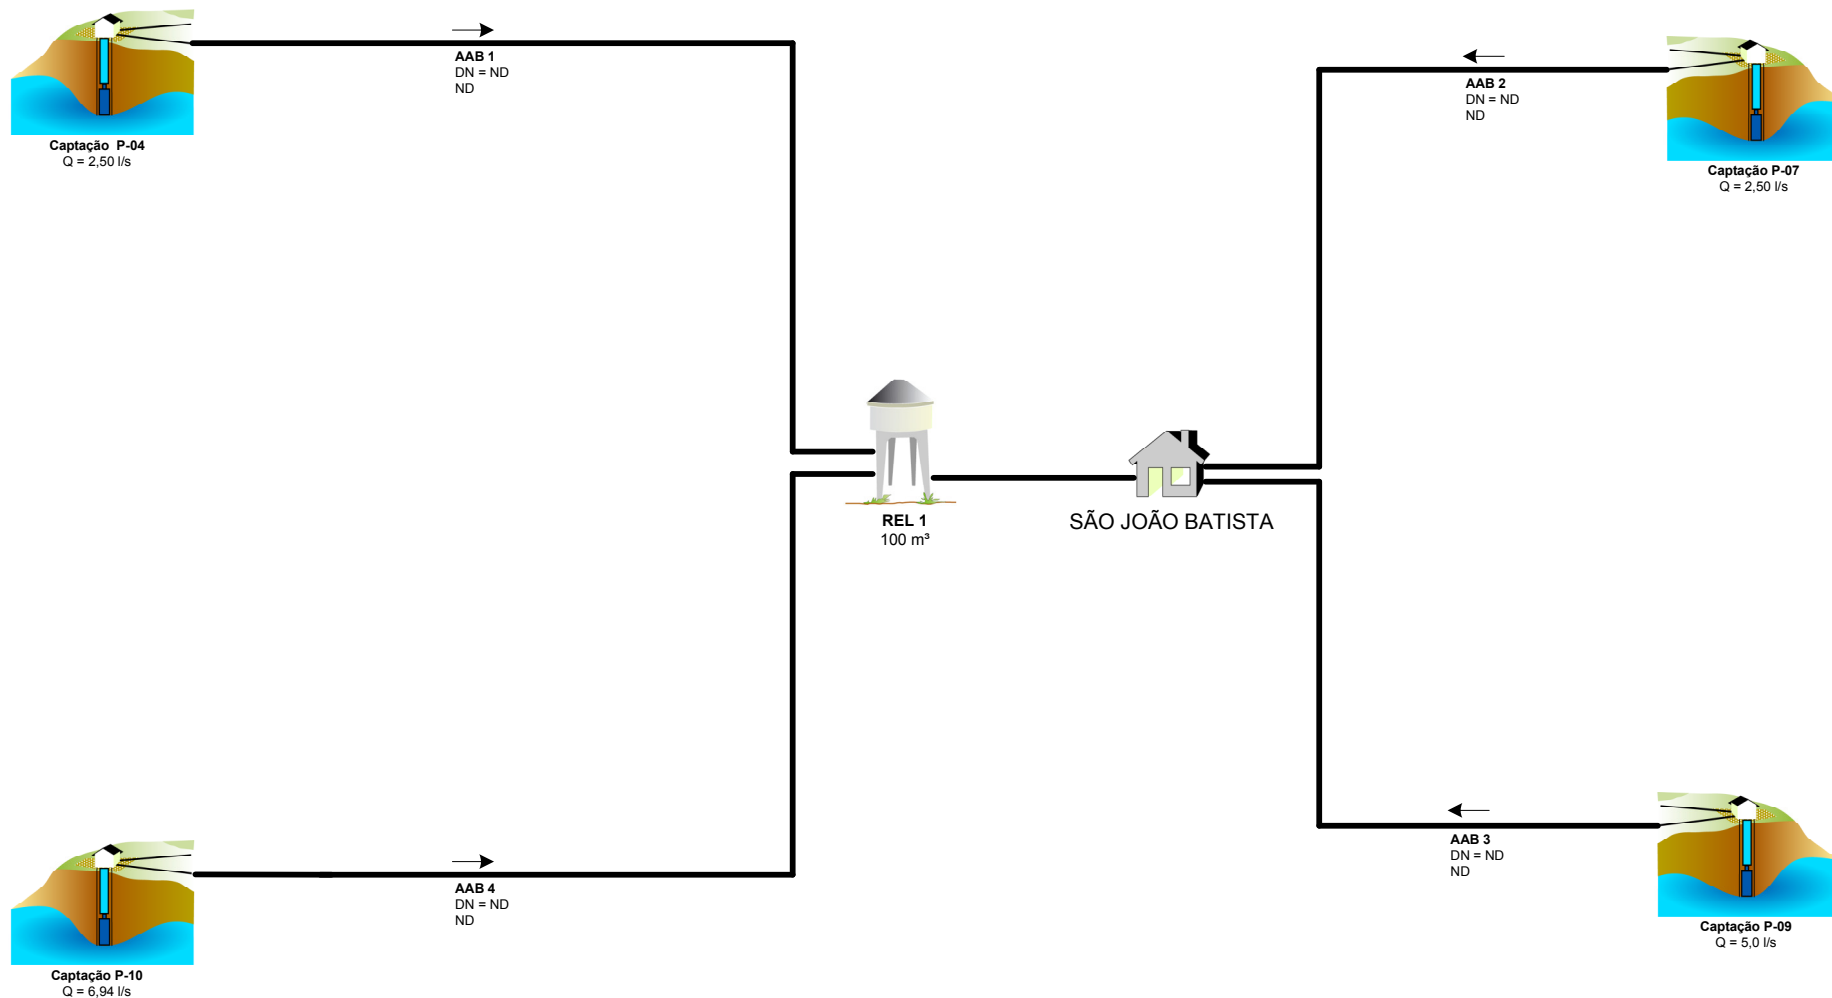 AAB 1
DN = ND
ND
AAB 2
DN = ND
ND
Captação P-04
Q = 2,50 l/s
Captação P-07
Q = 2,50 l/s
REL 1
100 m³
SÃO JOÃO BATISTA
AAB 3
DN = ND
ND
AAB 4
DN = ND
ND
Captação P-09
Q = 5,0 l/s
Captação P-10
Q = 6,94 l/s